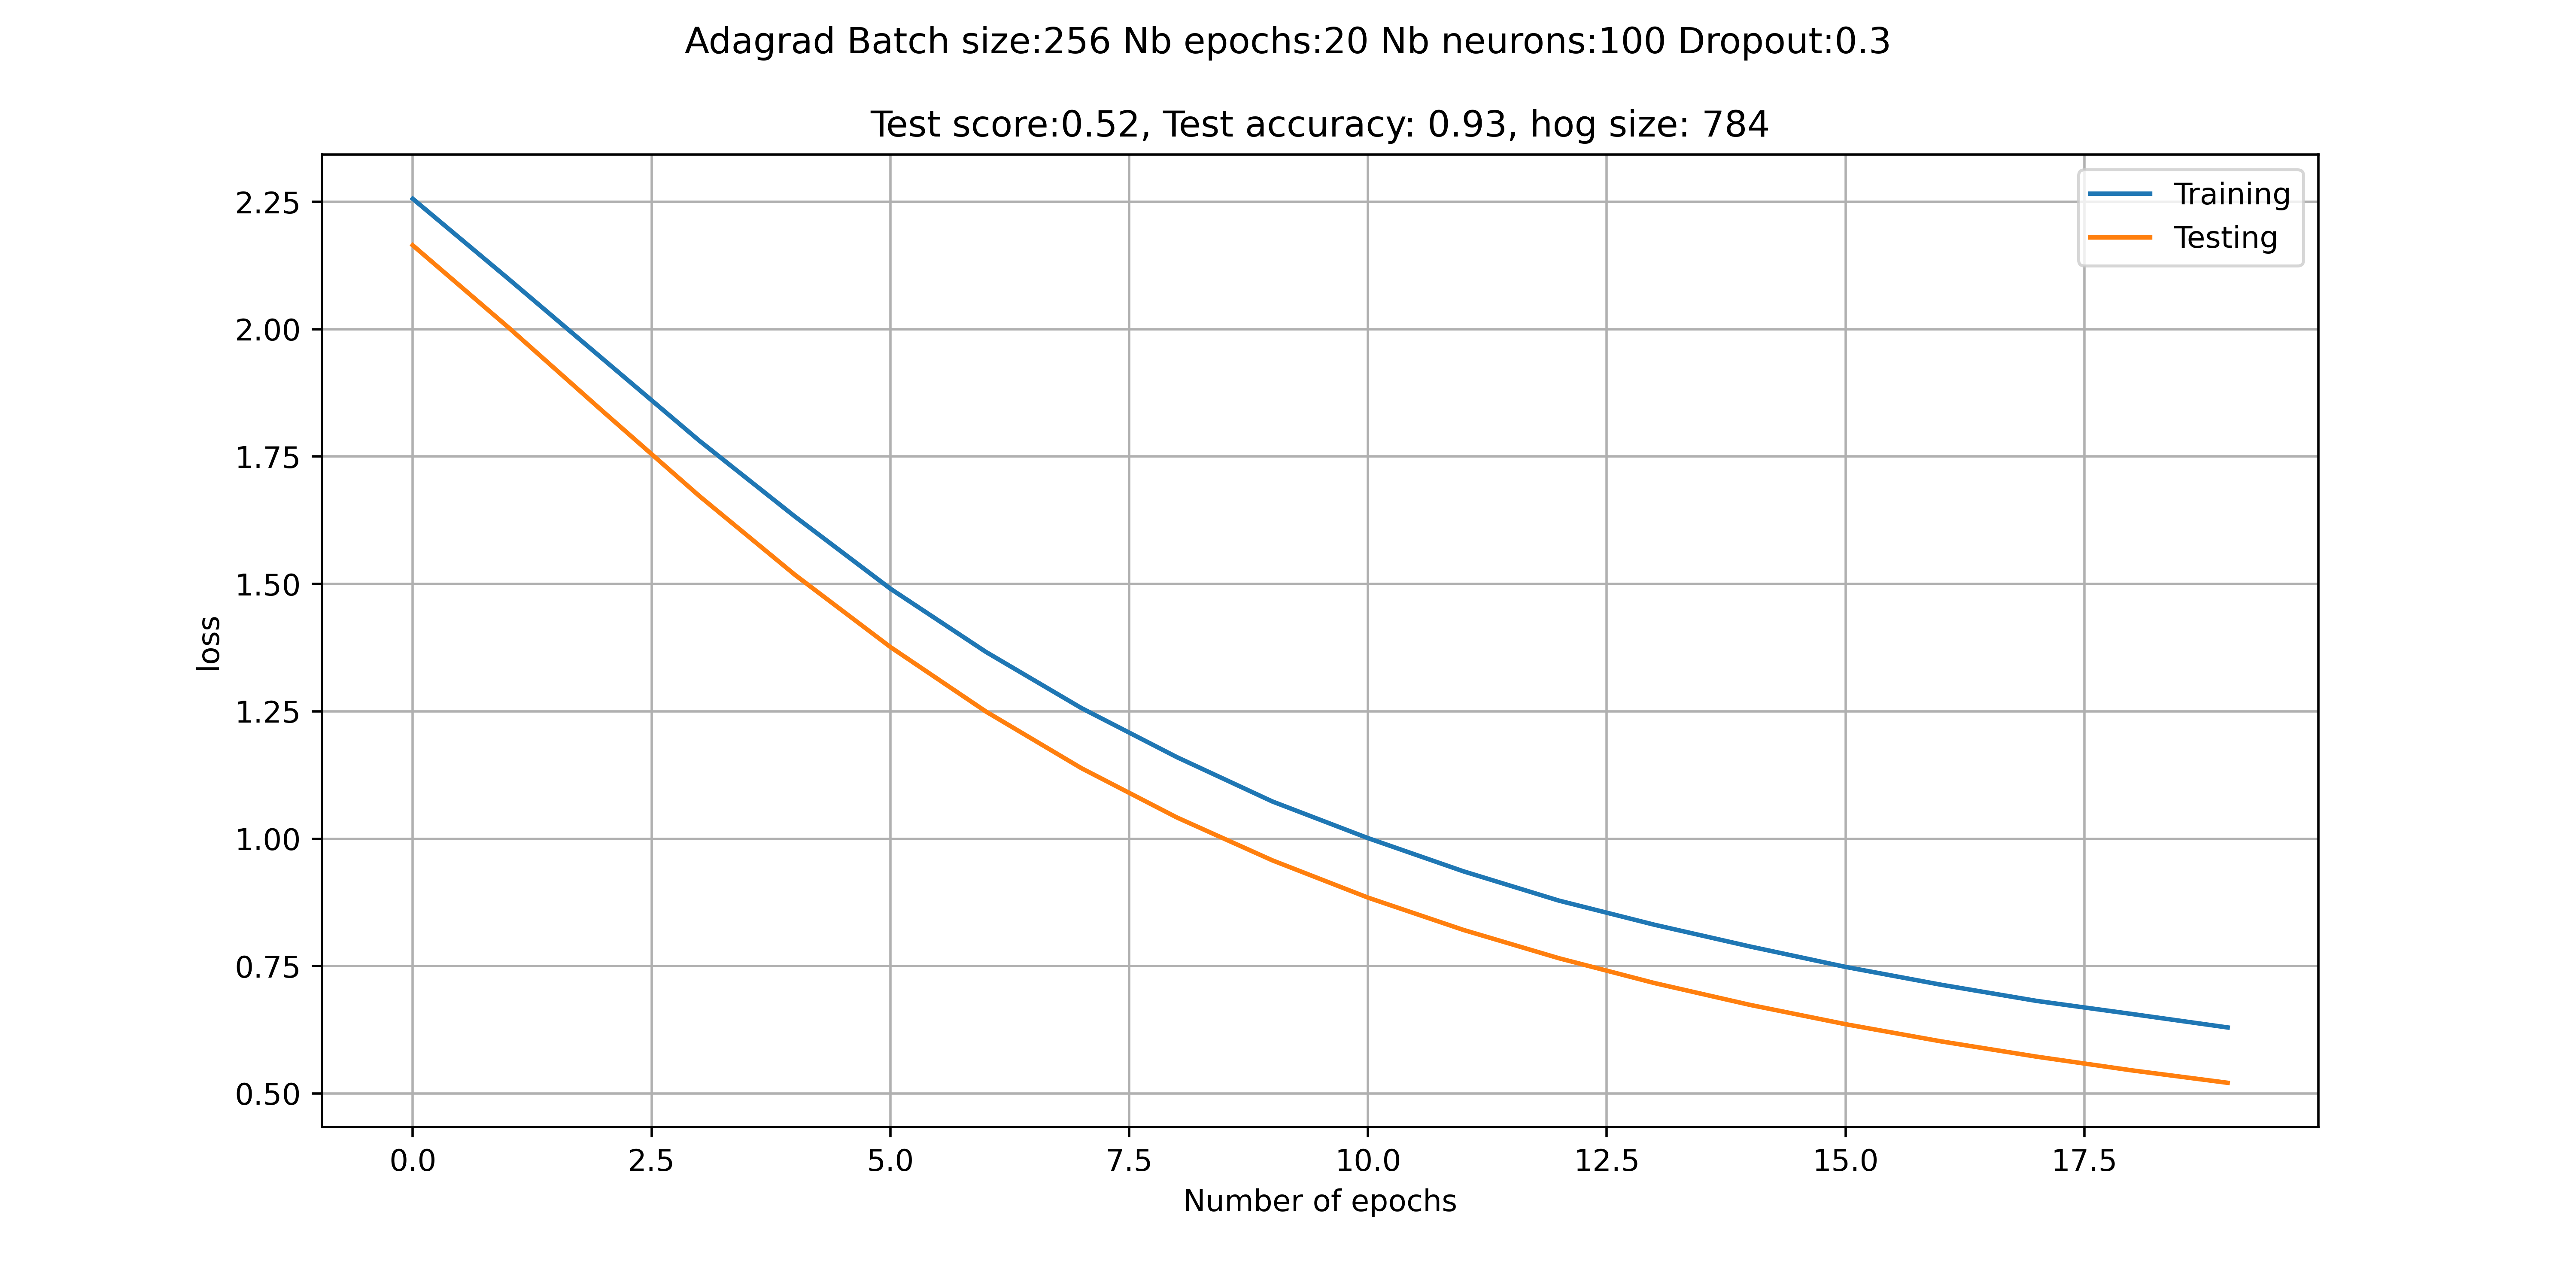 Adagrad Batch size:256 Nb epochs:20 Nb neurons:100 Dropout:0.3
Test score:0.52, Test accuracy: 0.93, hog size: 784
Training
Testing
2.25
2.00
1.75
1.50
1.25
1.00
0.75
0.50
loss
0.0 2.5 5.0 7.5 10.0 12.5 15.0 17.5
Number of epochs